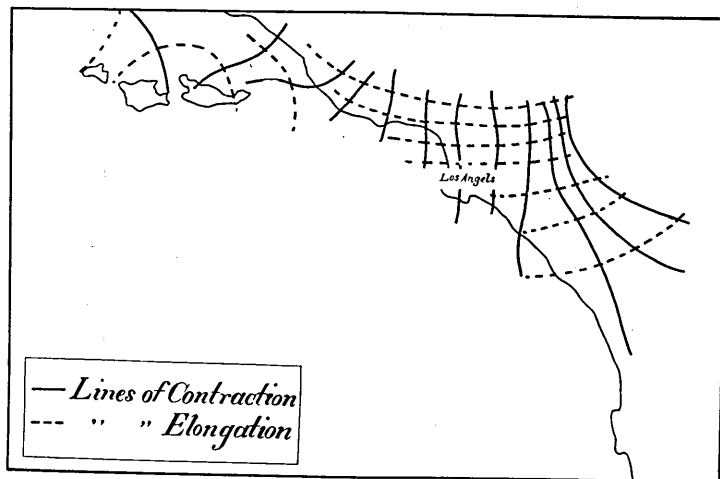 Los Angels
Lines of Contraction
" " Elongation